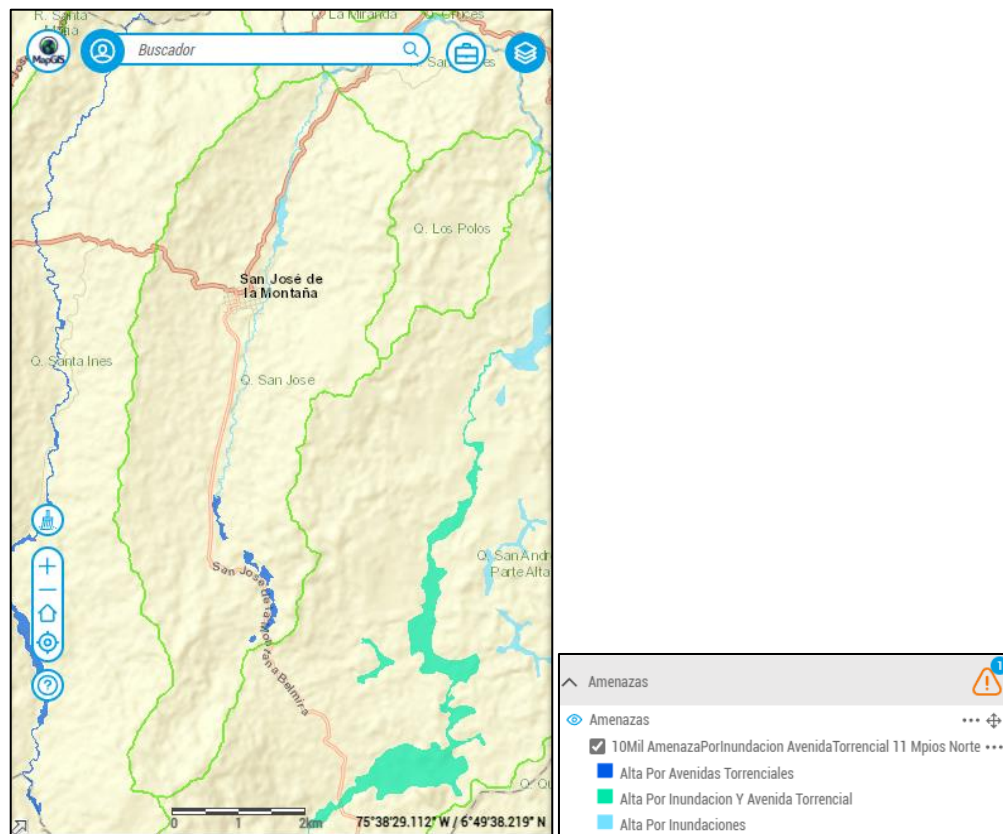 R. Santa
Maria
Q. La Miranda
Q. Cruces
MapGIS
Buscador
Q. Los Polos
San José de
la Montaña
Q. Santa Ines
Q. San Jose
Q. San Andr
Parte Alta
San José de la Montaña Belmira
0 1 2km
75°38'29.112" W / 6°49'38.219" N
1
Amenazas
Amenazas
10Mil AmenazaPorInundacion AvenidaTorrencial 11 Mpios Norte
Alta Por Avenidas Torrenciales
Alta Por Inundacion Y Avenida Torrencial
Alta Por Inundaciones